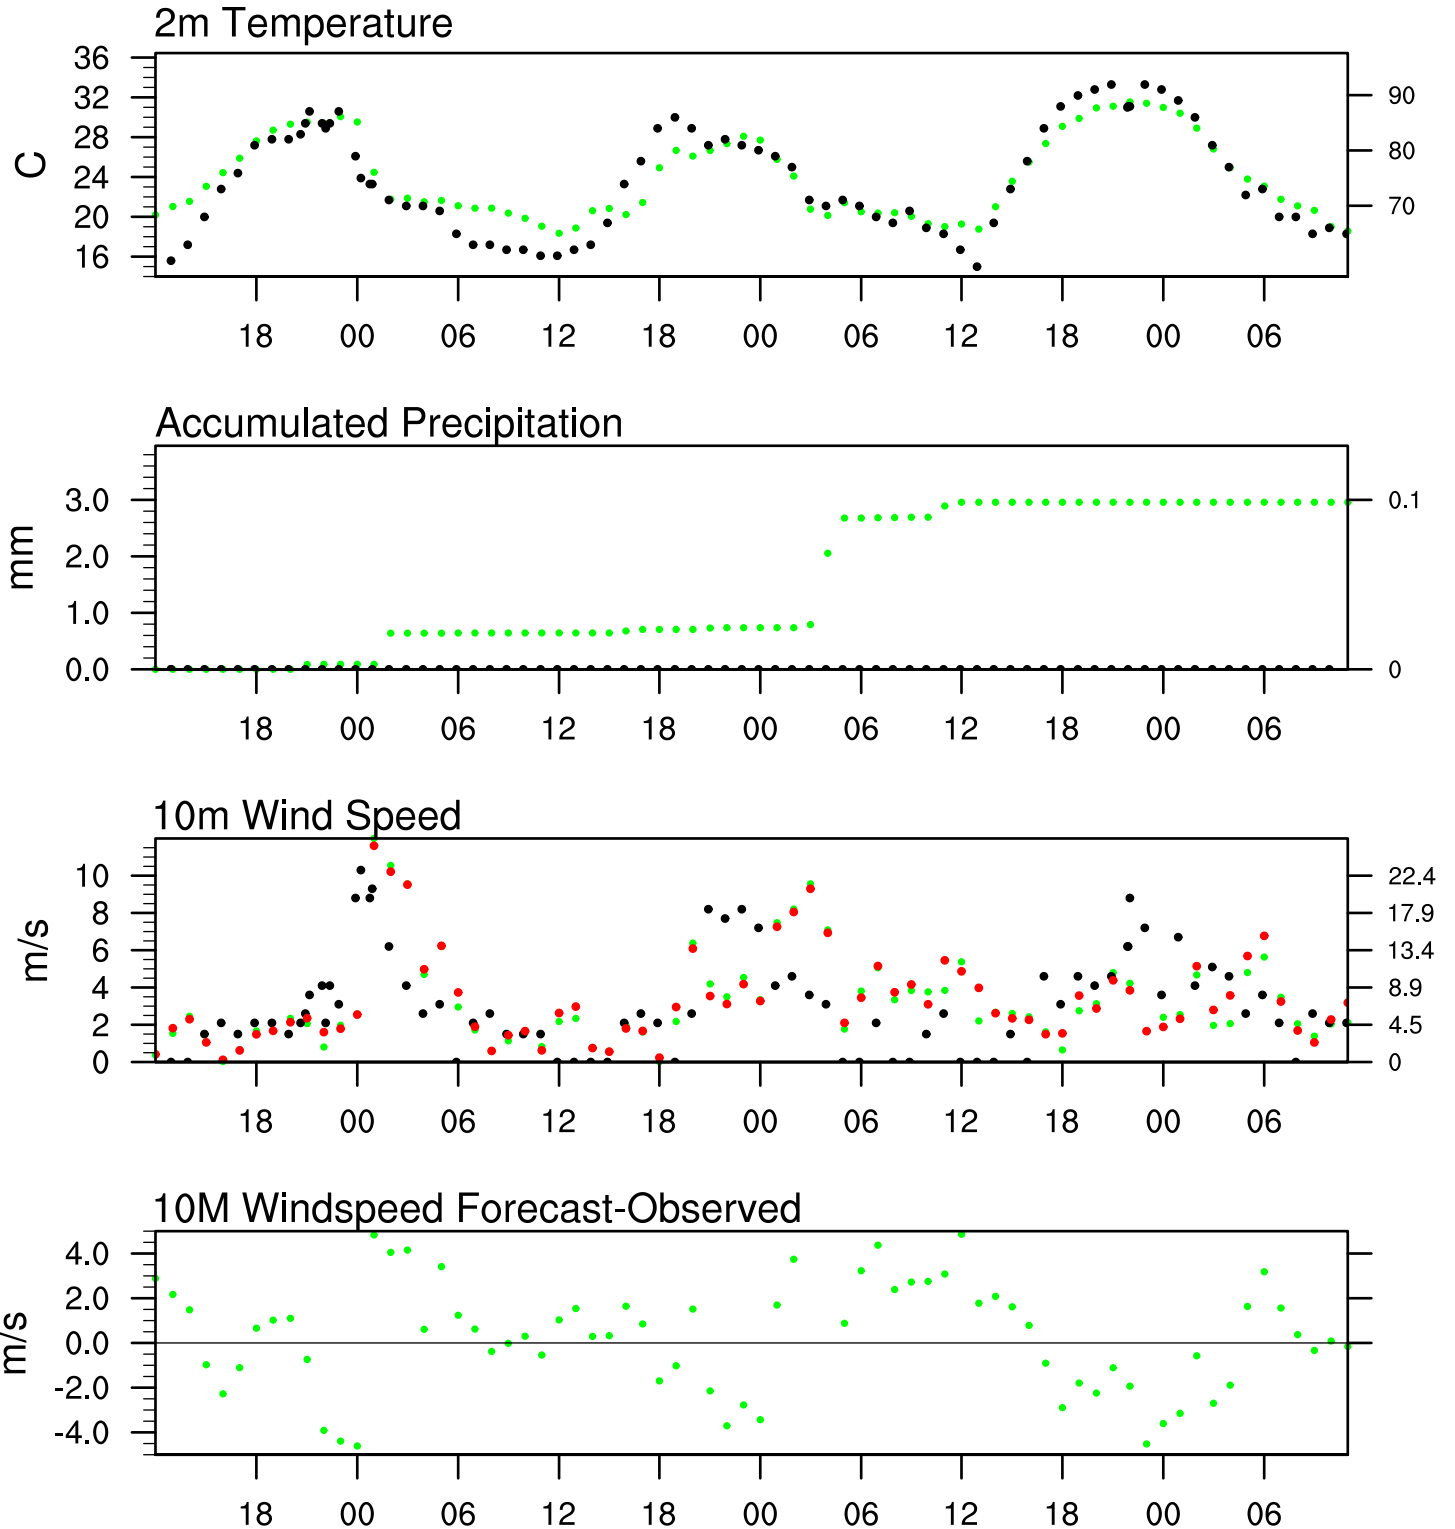 2m Temperature
36
32
28
24
20
16
C
90
80
70
18 00 06 12 18 00 06 12 18 00 06
Accumulated Precipitation
3.0
2.0
1.0
0.0
mm
0.1
0
18 00 06 12 18 00 06 12 18 00 06
10m Wind Speed
10
8
6
4
2
0
m/s
22.4
17.9
13.4
8.9
4.5
0
18 00 06 12 18 00 06 12 18 00 06
10M Windspeed Forecast-Observed
4.0
2.0
0.0
-2.0
-4.0
m/s
18 00 06 12 18 00 06 12 18 00 06